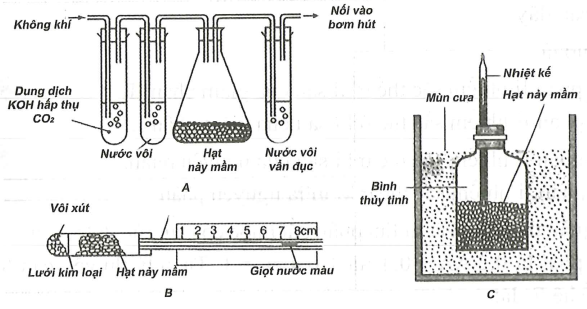 Không khí
Nối vào
bơm hút
Dung dịch
KOH hấp thụ
CO₂
Nước vôi
Hạt
nảy mầm
Nước vôi
vẩn đục
A
Vôi xút
1 2 3 4 5 6 7 8cm
Lưới kim loại
Hạt nảy mầm
Giọt nước màu
B
Nhiệt kế
Mùn cưa
Hạt nảy mầm
Bình
thủy tinh
C